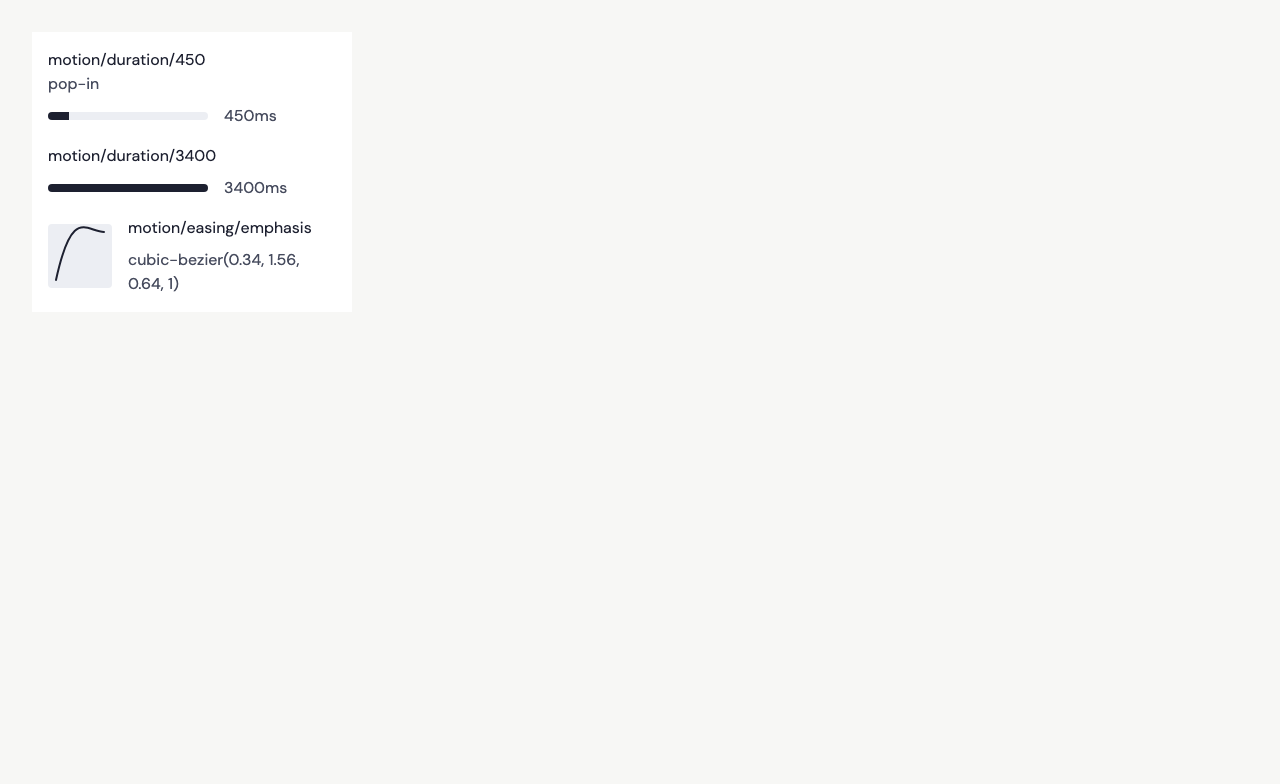 motion/duration/450
pop-in
450ms
motion/duration/3400
3400ms
motion/easing/emphasis
cubic-bezier(0.34, 1.56,
0.64, 1)